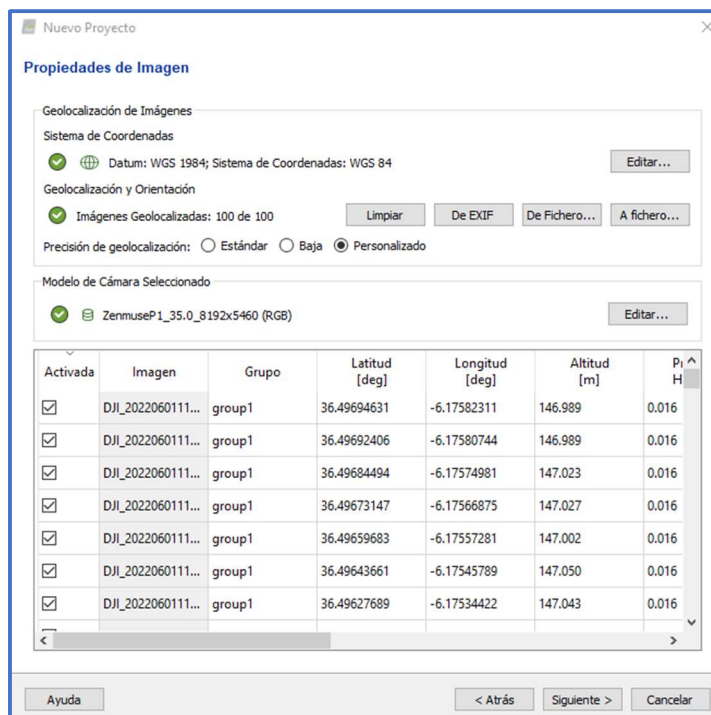 Nuevo Proyecto
Propiedades de Imagen
Geolocalización de Imágenes
Sistema de Coordenadas
Datum: WGS 1984; Sistema de Coordenadas: WGS 84 Editar...
Geolocalización y Orientación
Imágenes Geolocalizadas: 100 de 100 Limpiar De EXIF De Fichero... A fichero...
Precisión de geolocalización: Estándar Baja Personalizado
Modelo de Cámara Seleccionado
ZenmuseP1_35.0_8192x5460 (RGB) Editar...
Activada Imagen Grupo Latitud [deg] Longitud [deg] Altitud [m] H
DJI_2022060111... group1 36.49694631 -6.17582311 146.989 0.016
DJI_2022060111... group1 36.49692406 -6.17580744 146.989 0.016
DJI_2022060111... group1 36.49684494 -6.17574981 147.023 0.016
DJI_2022060111... group1 36.49673147 -6.17566875 147.027 0.016
DJI_2022060111... group1 36.49659683 -6.17557281 147.002 0.016
DJI_2022060111... group1 36.49643661 -6.17545789 147.050 0.016
DJI_2022060111... group1 36.49627689 -6.17534422 147.043 0.016
Ayuda < Atrás Siguiente > Cancelar